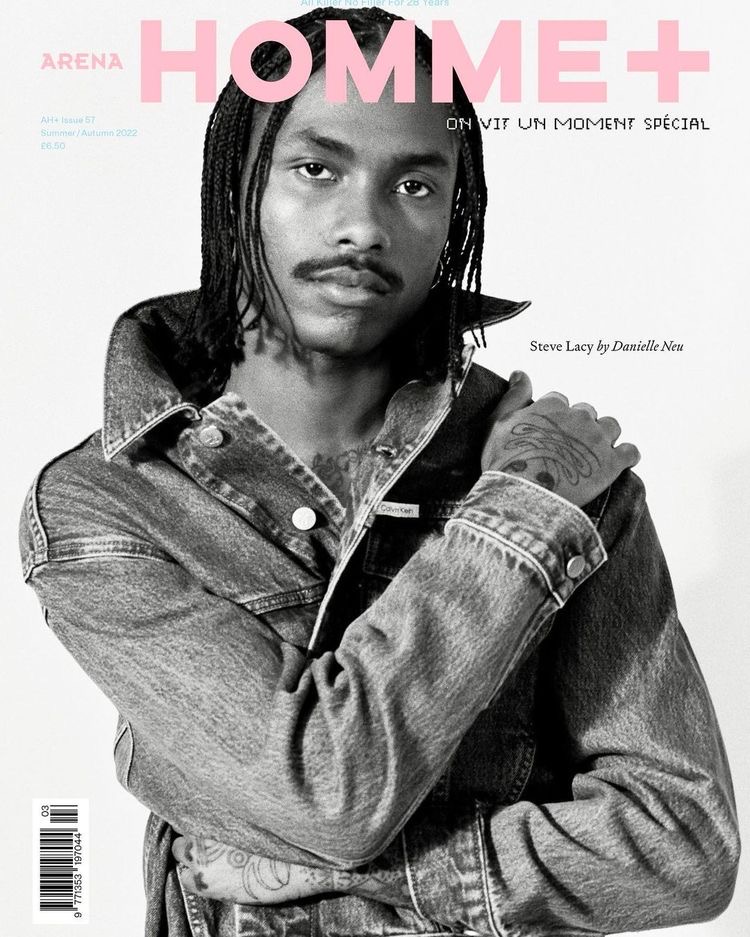 All Killer No Filler For 28 Years
ARENA HOMME+
ON VIT UN MOMENT SPÉCIAL
AH+ Issue 57
Summer/Autumn 2022
£6.50
Steve Lacy by Danielle Neu
Calvin Klein
03
9 771353 197044